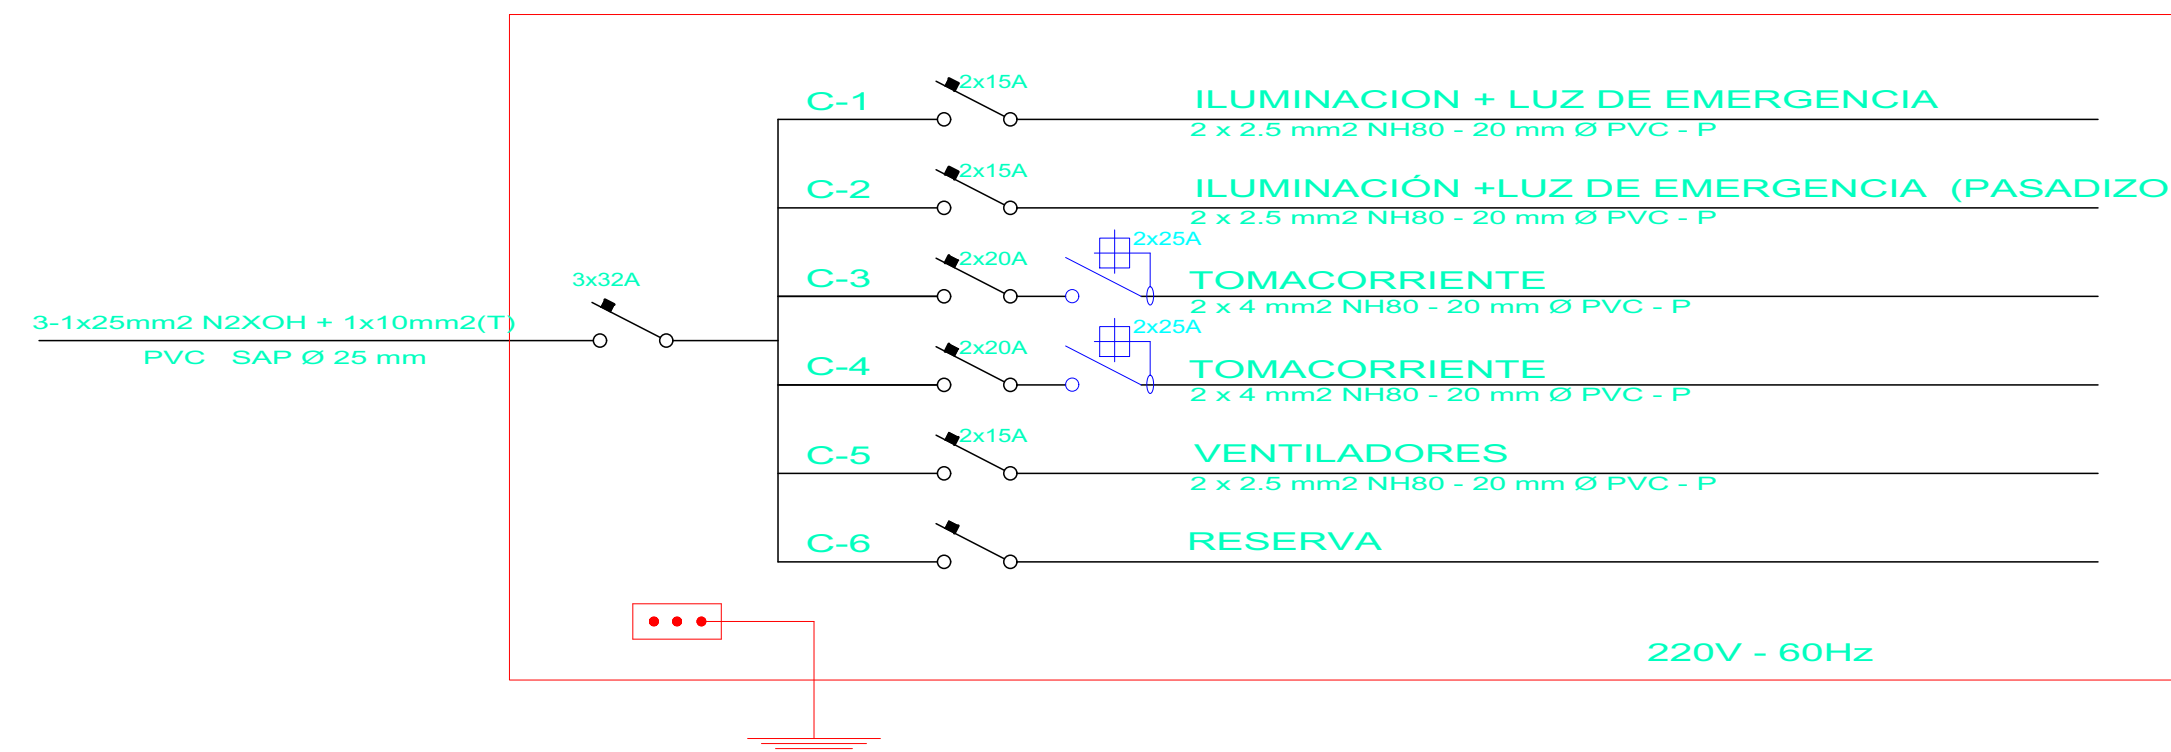 2x15A
C-1
ILUMINACION + LUZ DE EMERGENCIA
2 x 2.5 mm2 NH80 - 20 mm Ø PVC - P
2x15A
C-2
ILUMINACIÓN +LUZ DE EMERGENCIA (PASADIZO
2 x 2.5 mm2 NH80 - 20 mm Ø PVC - P
2x25A
2x20A
C-3
TOMACORRIENTE
2 x 4 mm2 NH80 - 20 mm Ø PVC - P
3x32A
3-1x25mm2 N2XOH + 1x10mm2(T)
PVC SAP Ø 25 mm
2x25A
2x20A
C-4
TOMACORRIENTE
2 x 4 mm2 NH80 - 20 mm Ø PVC - P
2x15A
C-5
VENTILADORES
2 x 2.5 mm2 NH80 - 20 mm Ø PVC - P
C-6
RESERVA
220V - 60Hz